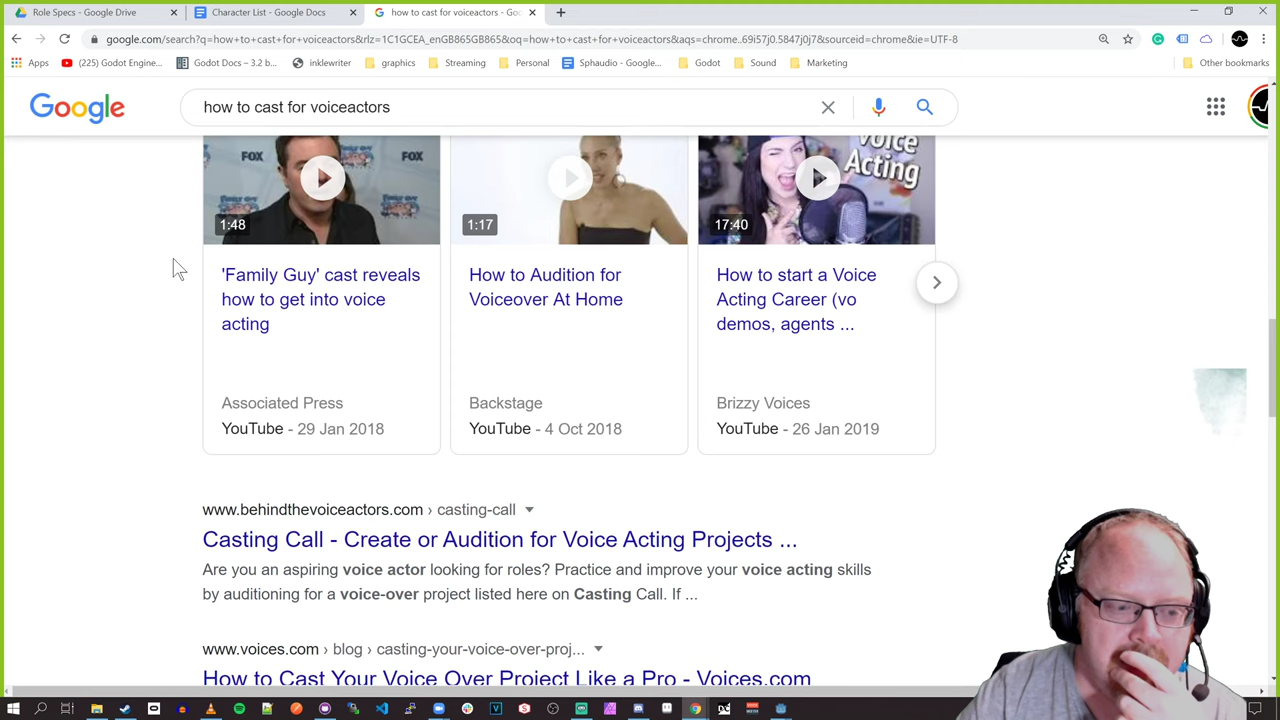 Role Specs - Google Drive
Character List - Google Docs
how to cast for voiceactors - Goo
google.com/search?q=how+to+cast+for+voiceactors&rlz=1C1GCEA_enGB865GB865&oq=how+to+cast+for+voiceactors&aqs=chrome..69i57j0.5847j0j7&sourceid=chrome&ie=UTF-8
Apps
(225) Godot Engine...
Godot Docs – 3.2 b...
inklewriter
graphics
Streaming
Personal
Sphaudio - Google...
Godot
Sound
Marketing
Other bookmarks
Google
how to cast for voiceactors
FOX
FOX
Voice
Acting
1:48
1:17
17:40
'Family Guy' cast reveals
how to get into voice
acting
Associated Press
YouTube - 29 Jan 2018
How to Audition for
Voiceover At Home
Backstage
YouTube - 4 Oct 2018
How to start a Voice
Acting Career (vo
demos, agents ...
Brizzy Voices
YouTube - 26 Jan 2019
www.behindthevoiceactors.com › casting-call
Casting Call - Create or Audition for Voice Acting Projects ...
Are you an aspiring voice actor looking for roles? Practice and improve your voice acting skills
by auditioning for a voice-over project listed here on Casting Call. If ...
www.voices.com › blog › casting-your-voice-over-proj...
How to Cast Your Voice Over Project Like a Pro - Voices.com